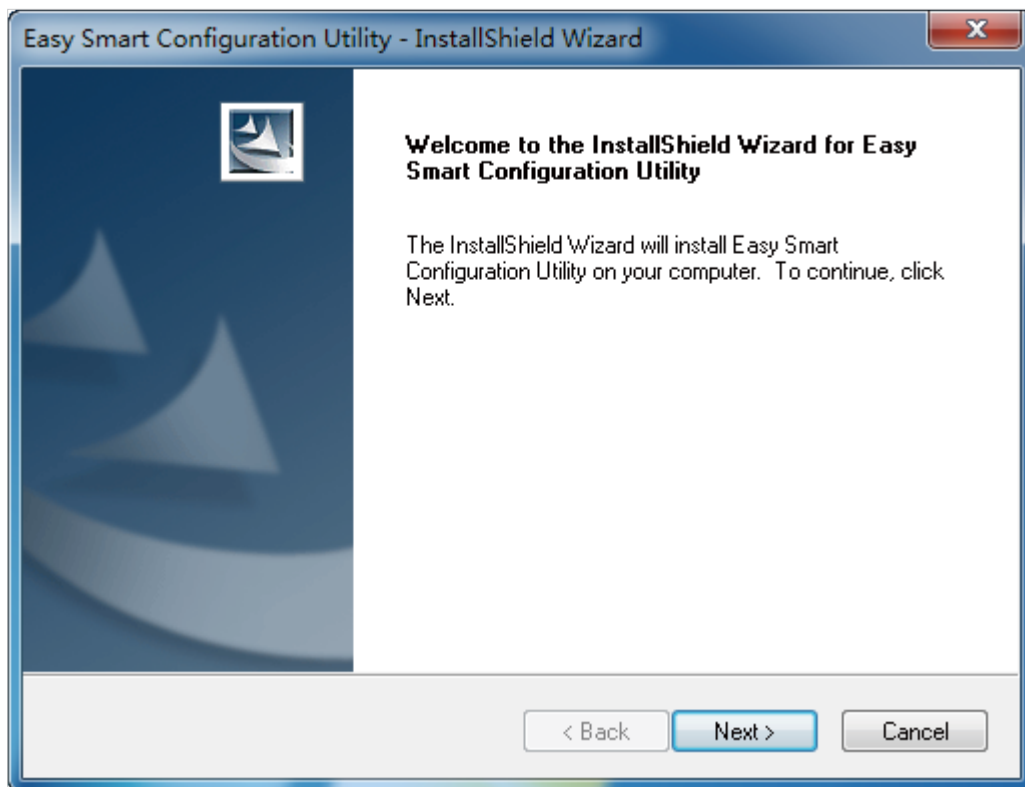 Easy Smart Configuration Utility - InstallShield Wizard
Welcome to the InstallShield Wizard for Easy
Smart Configuration Utility
The InstallShield Wizard will install Easy Smart
Configuration Utility on your computer.  To continue, click
Next.
< Back
Next >
Cancel